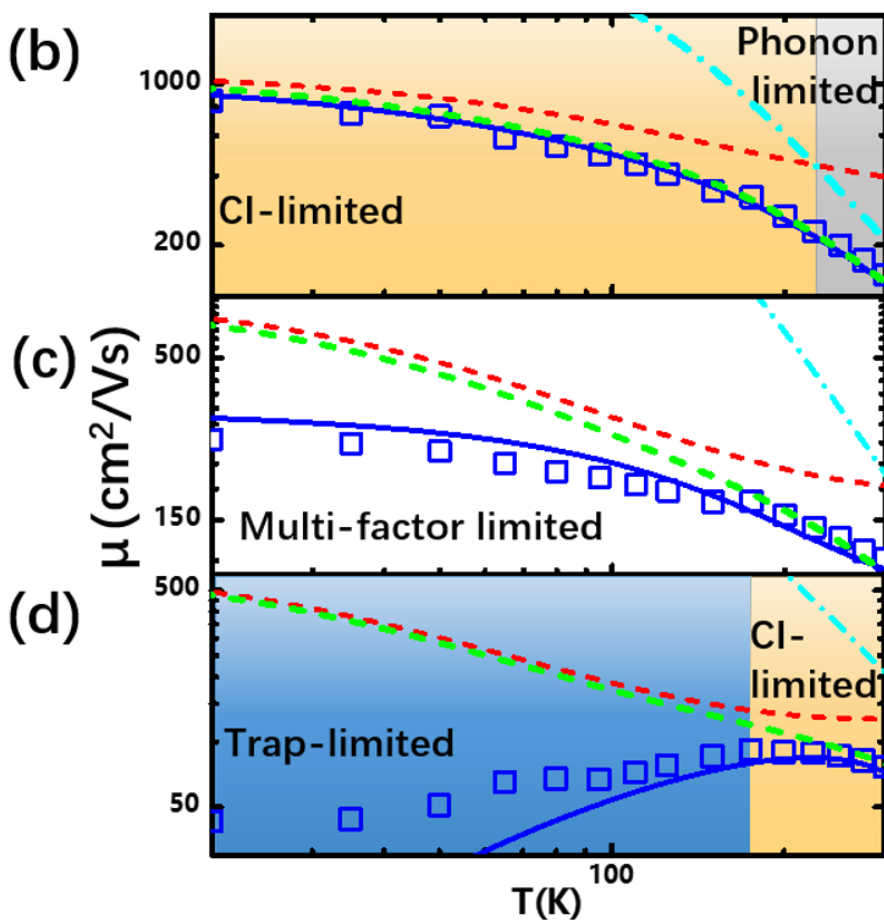 (b)
Phonon
limited
1000
CI-limited
200
(c)
500
Multi-factor limited
150
μ (cm²/Vs)
(d)
500
CI-
limited
Trap-limited
50
100
T(K)